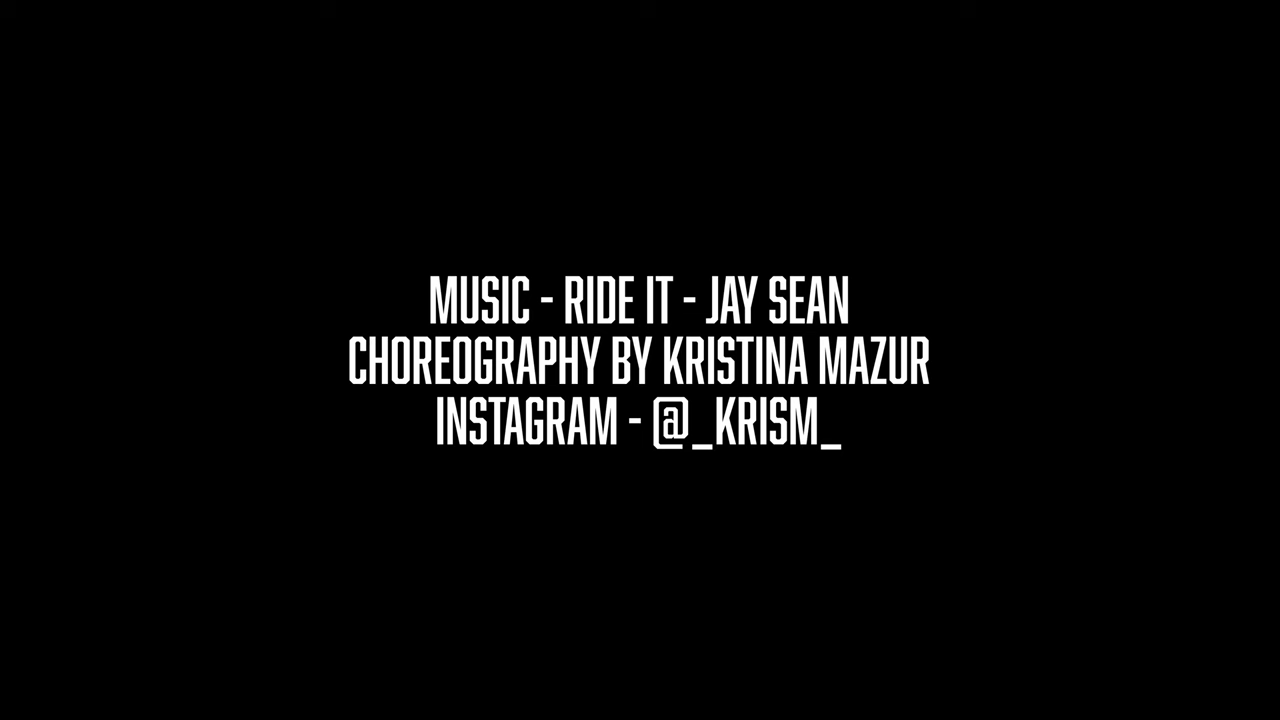 MUSIC - RIDE IT - JAY SEAN
CHOREOGRAPHY BY KRISTINA MAZUR
INSTAGRAM - @_KRISM_